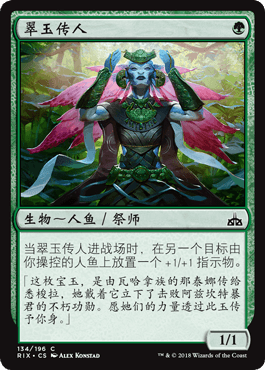 翠玉传人
生物～人鱼／祭师
当翠玉传人进战场时，在另一个目标由
你操控的人鱼上放置一个+1/+1指示物。
「这枚宝玉，是由瓦哈拿族的那泰娜传给
悉梭拉，她戴着它立下了击败阿兹坎特暴
君的不朽功勋。愿她们的力量透过此玉传
予你身。」
1/1
134/196 C
RIX • CS ALEX KONSTAD
™ & © 2018 Wizards of the Coast